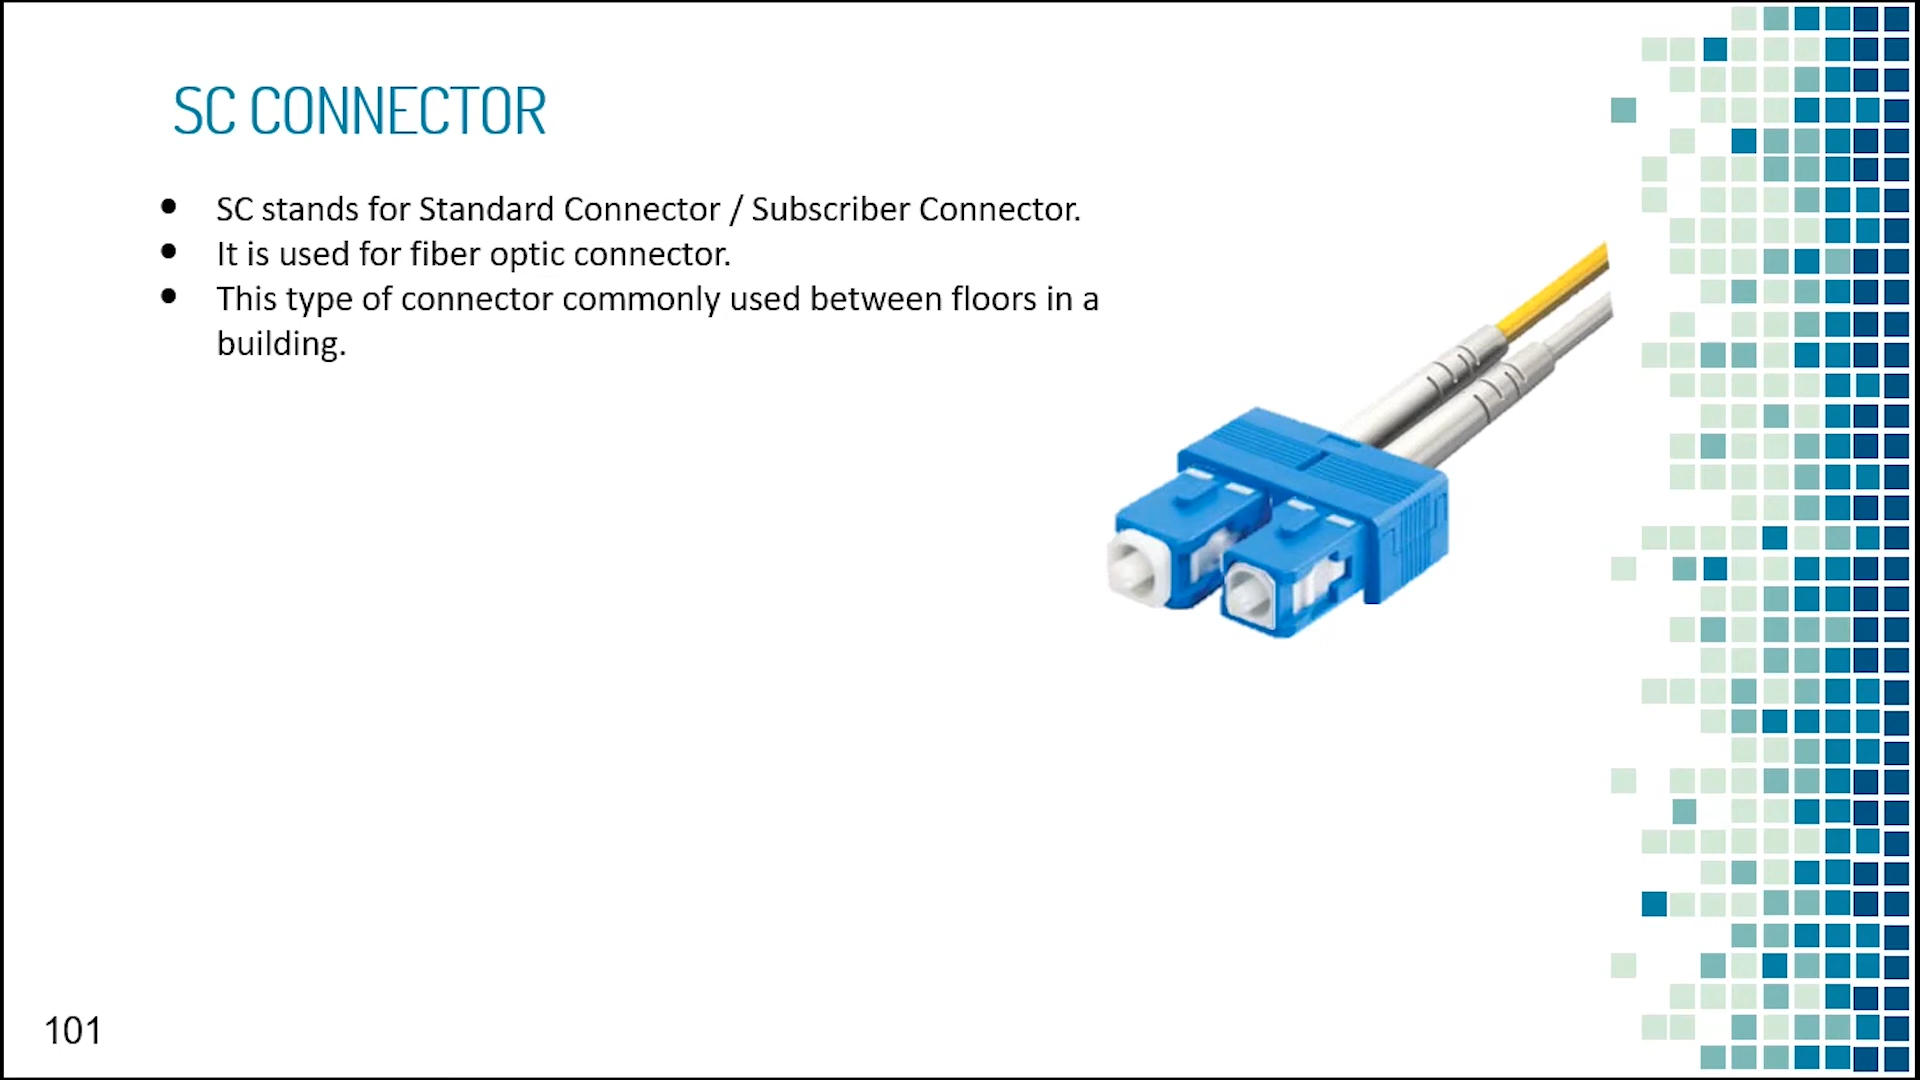 SC CONNECTOR
● SC stands for Standard Connector / Subscriber Connector.
● It is used for fiber optic connector.
● This type of connector commonly used between floors in a
building.
101